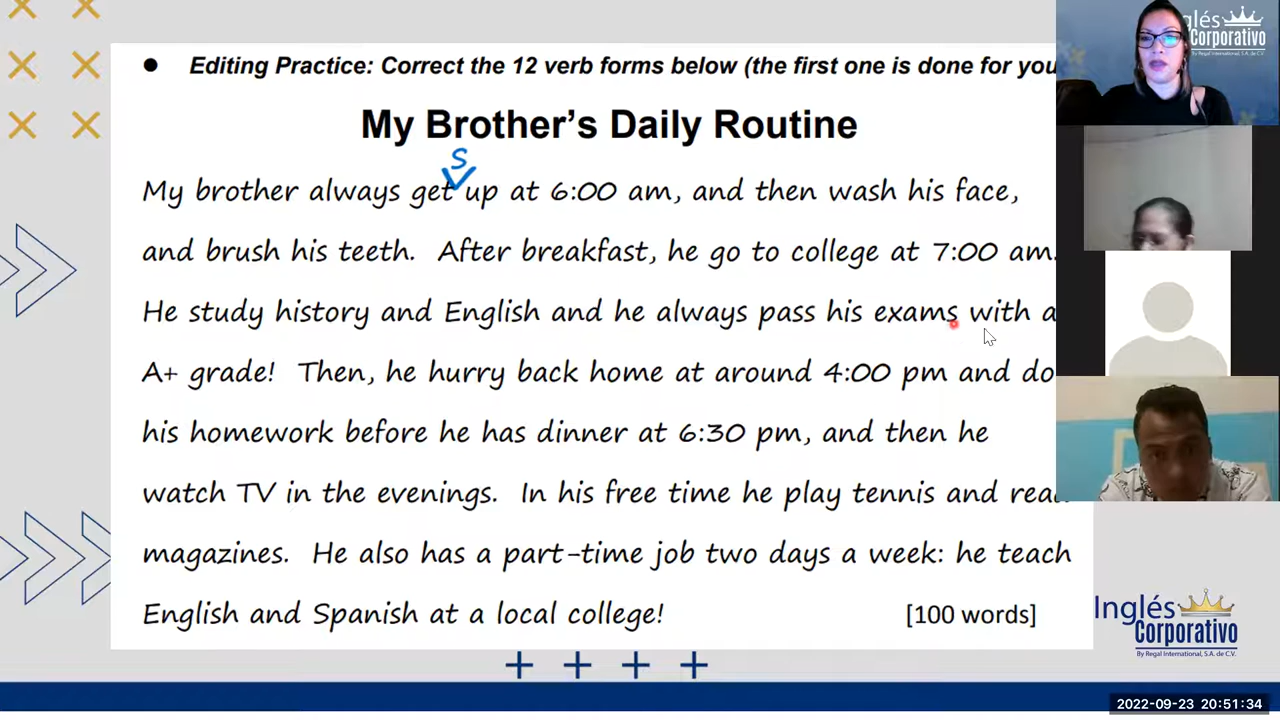 ● Editing Practice: Correct the 12 verb forms below (the first one is done for you
My Brother's Daily Routine
s
My brother always get up at 6:00 am, and then wash his face,
and brush his teeth. After breakfast, he go to college at 7:00 am.
He study history and English and he always pass his exams with a
A+ grade! Then, he hurry back home at around 4:00 pm and do
his homework before he has dinner at 6:30 pm, and then he
watch TV in the evenings. In his free time he play tennis and read
magazines. He also has a part-time job two days a week: he teach
English and Spanish at a local college!
[100 words]
glés
Corporativo
By Regal International, S.A. de C.V.
Inglés
Corporativo
By Regal International, S.A. de C.V.
2022-09-23 20:51:34